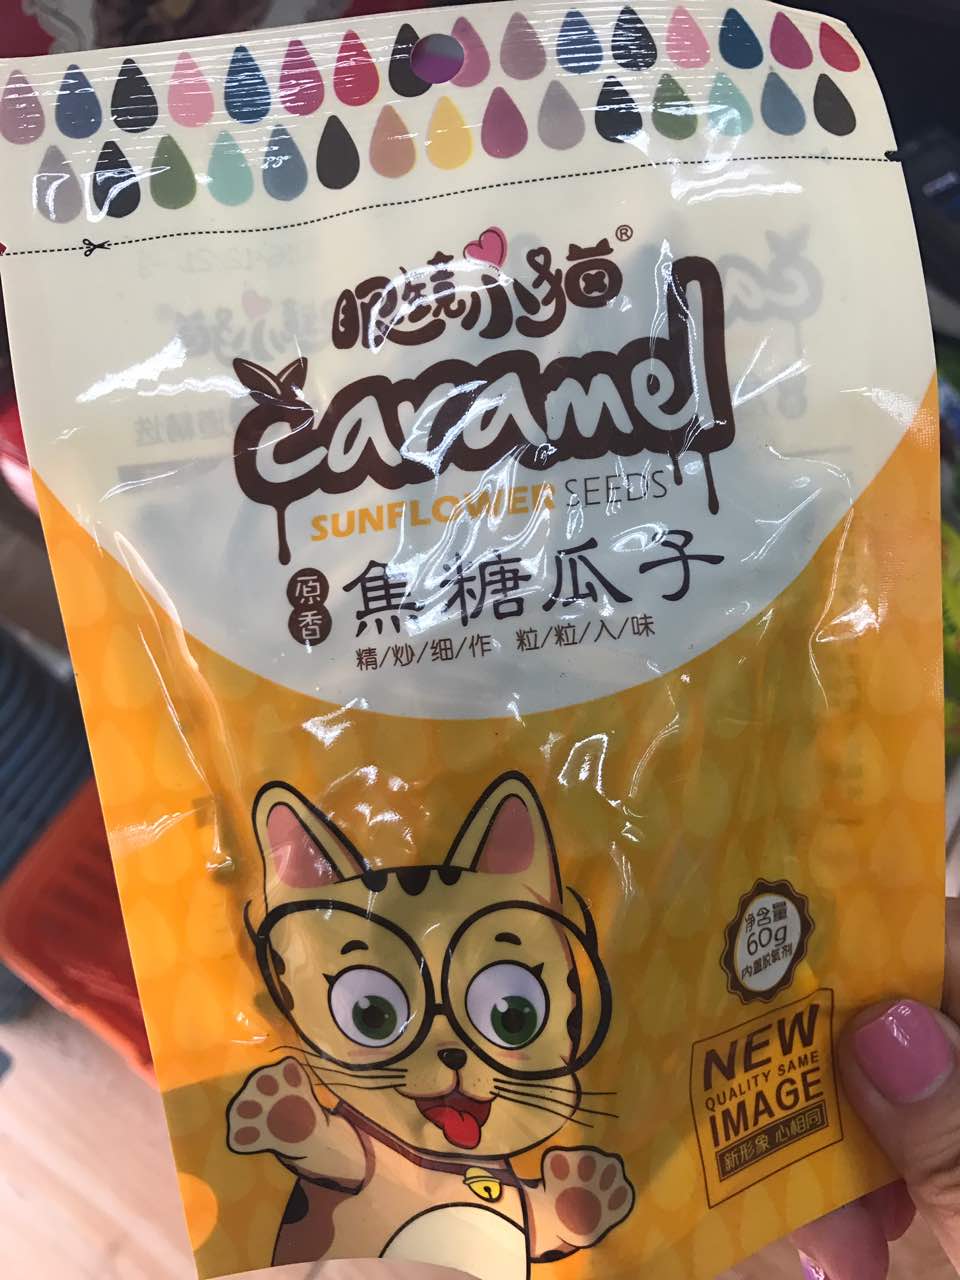 眼镜小猫®
caramel
SUNFLOWER SEEDS
原香
焦糖瓜子
精/炒/细/作 粒/粒/入/味
净含量
60g
内置脱氧剂
NEW
QUALITY SAME
IMAGE
新形象 心相同